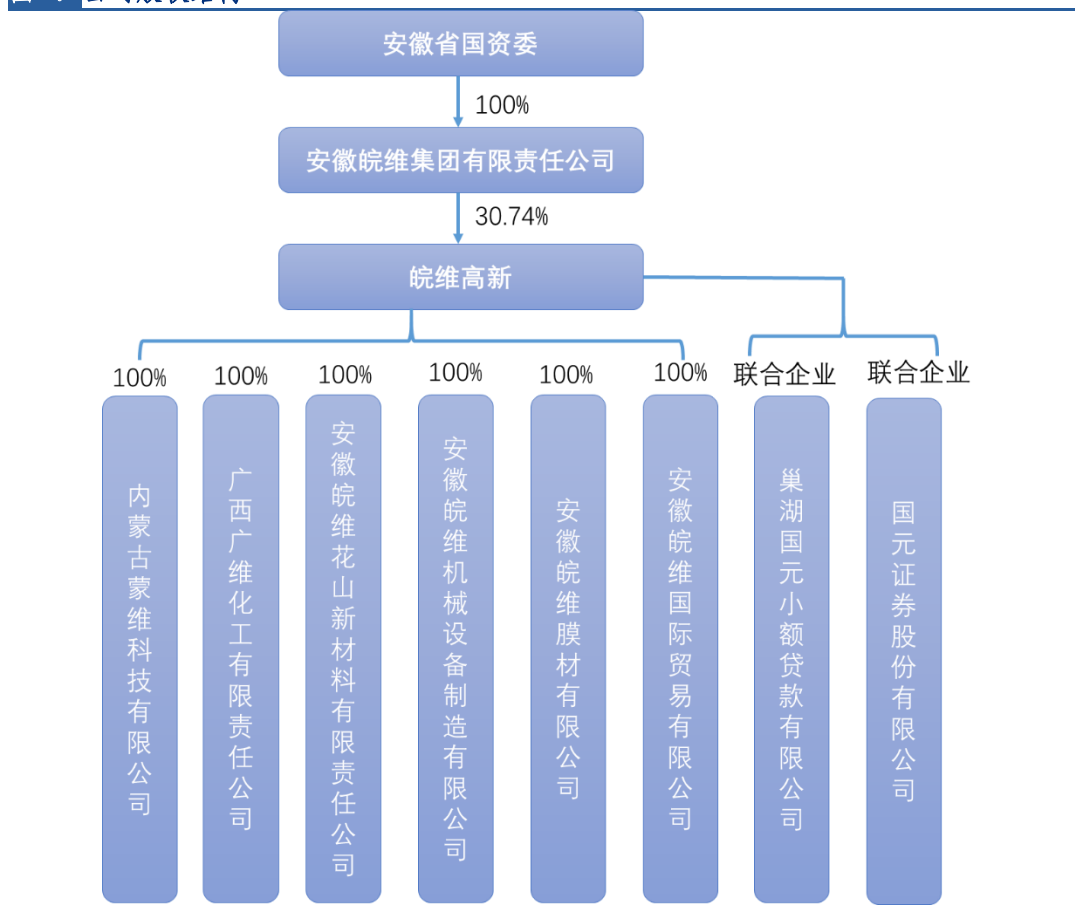 安徽省国资委
100%
安徽皖维集团有限责任公司
30.74%
皖维高新
100%
100%
100%
100%
100%
100%
联合企业
联合企业
内蒙古蒙维科技有限公司
广西广维化工有限责任公司
安徽皖维花山新材料有限责任公司
安徽皖维机械设备制造有限公司
安徽皖维膜材有限公司
安徽皖维国际贸易有限公司
巢湖国元小额贷款有限公司
国元证券股份有限公司